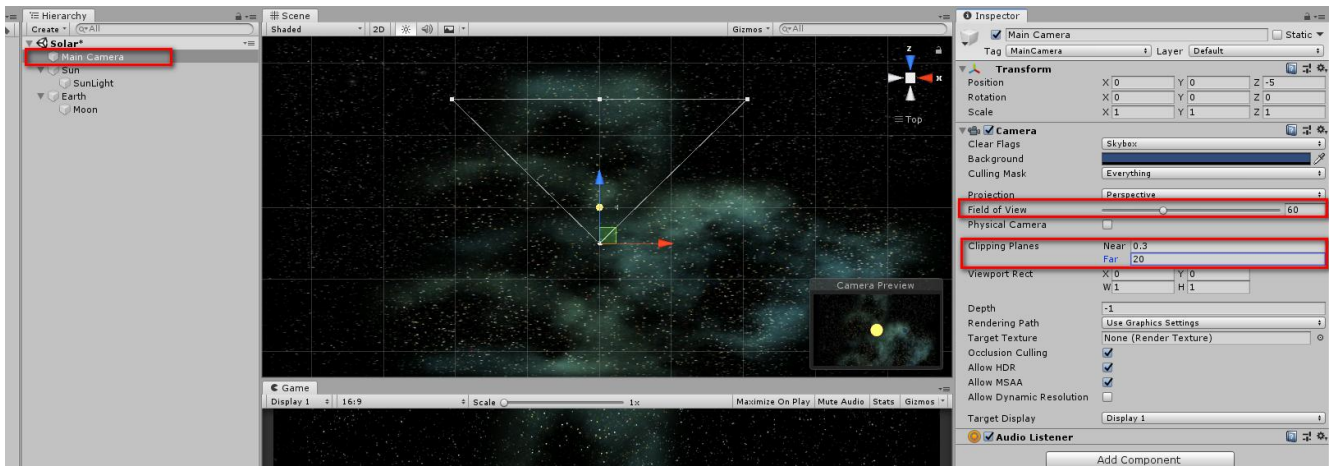 Hierarchy
Create
All
Solar*
Main Camera
Sun
SunLight
Earth
Moon
Scene
Shaded
2D
Gizmos
All
z
x
Top
Camera Preview
Game
Display 1
16:9
Scale
1x
Maximize On Play
Mute Audio
Stats
Gizmos
Inspector
Main Camera
Static
Tag MainCamera Layer Default
Transform
Position X 0 Y 0 Z -5
Rotation X 0 Y 0 Z 0
Scale X 1 Y 1 Z 1
Camera
Clear Flags Skybox
Background
Culling Mask Everything
Projection Perspective
Field of View 60
Physical Camera
Clipping Planes Near 0.3
Far 20
Viewport Rect X 0 Y 0
W 1 H 1
Depth -1
Rendering Path Use Graphics Settings
Target Texture None (Render Texture)
Occlusion Culling
Allow HDR
Allow MSAA
Allow Dynamic Resolution
Target Display Display 1
Audio Listener
Add Component